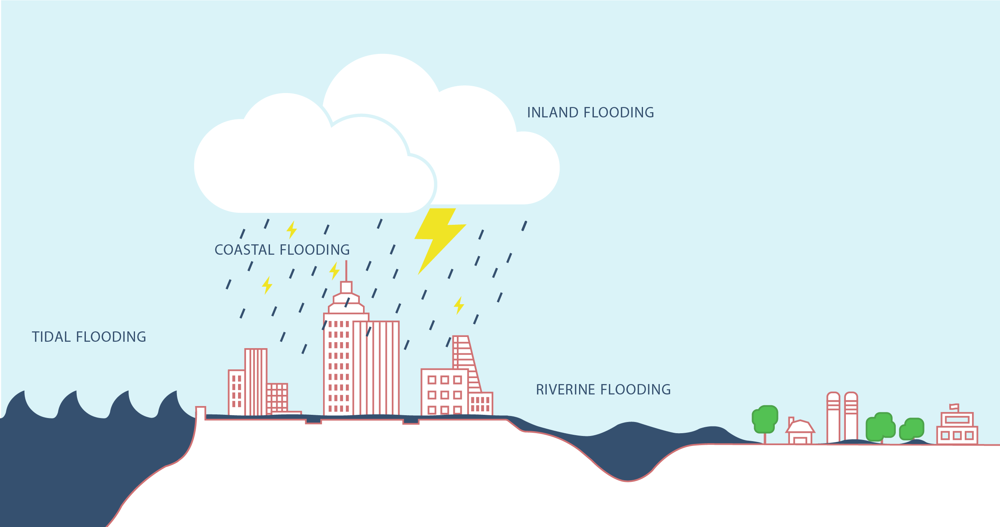 INLAND FLOODING
COASTAL FLOODING
TIDAL FLOODING
RIVERINE FLOODING